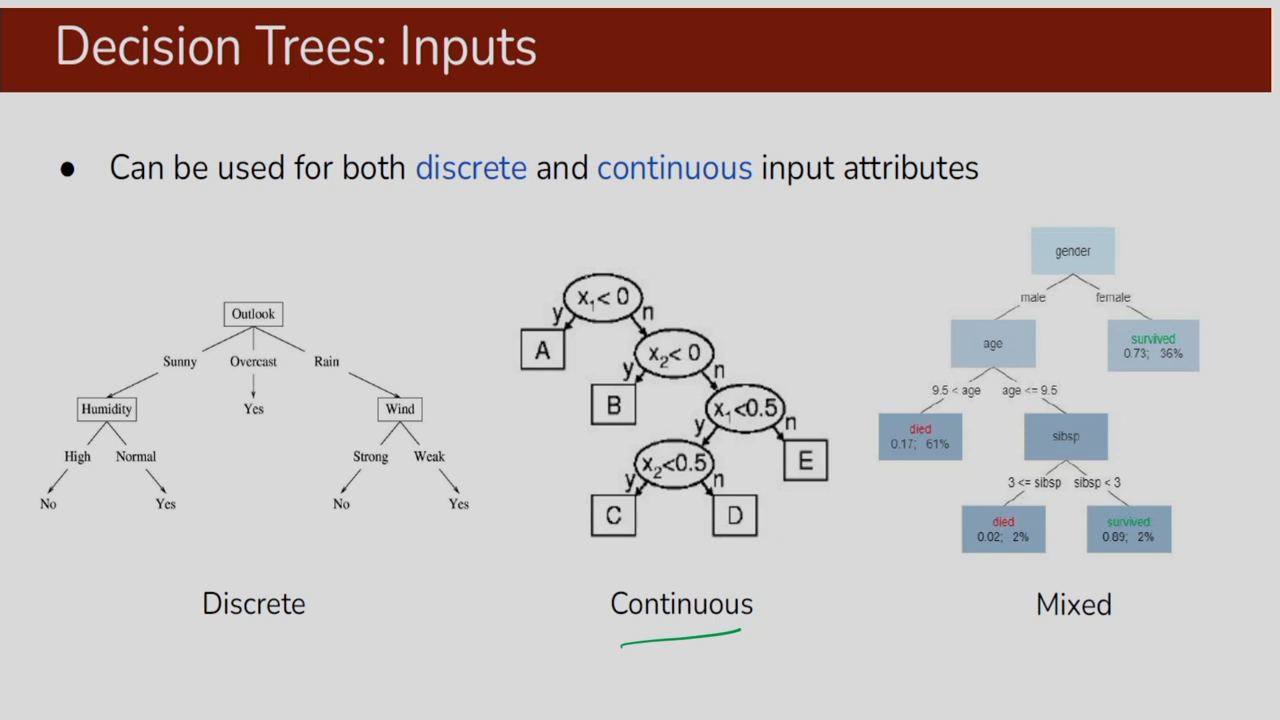 Decision Trees: Inputs
● Can be used for both discrete and continuous input attributes
Outlook
Sunny Overcast Rain
Humidity Yes Wind
High Normal Strong Weak
No Yes No Yes
Discrete
x₁< 0
y n
A
x₂< 0
y n
B
x₁<0.5
y n
x₂<0.5
E
y n
C D
Continuous
gender
male female
age
survived
0.73; 36%
9.5 < age age <= 9.5
died
0.17; 61%
sibsp
3 <= sibsp sibsp < 3
died
0.02; 2%
survived
0.89; 2%
Mixed